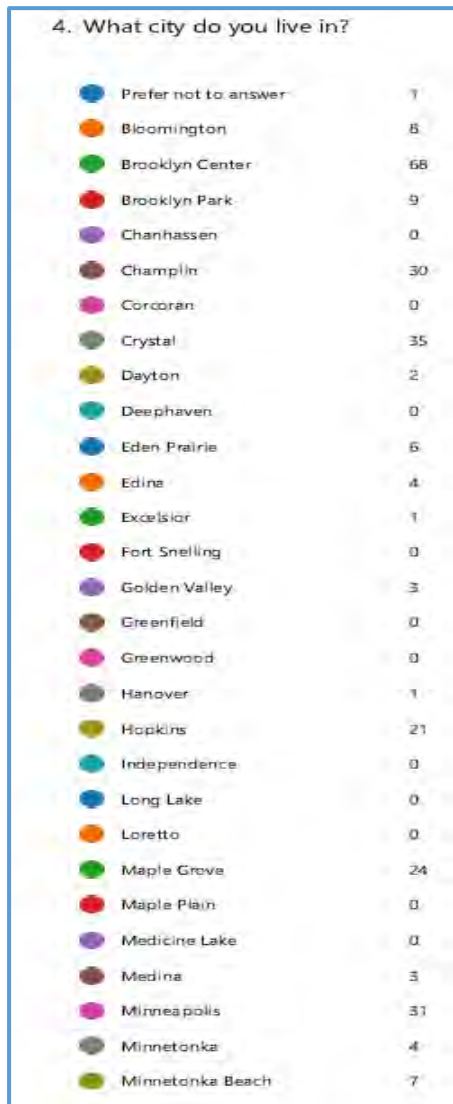 4. What city do you live in?
Prefer not to answer 1
Bloomington 8
Brooklyn Center 68
Brooklyn Park 9
Chanhassen 0
Champlin 30
Corcoran 0
Crystal 35
Dayton 2
Deephaven 0
Eden Prairie 6
Edina 4
Excelsior 1
Fort Snelling 0
Golden Valley 3
Greenfield 0
Greenwood 0
Hanover 1
Hopkins 21
Independence 0
Long Lake 0
Loretto 0
Maple Grove 24
Maple Plain 0
Medicine Lake 0
Medina 3
Minneapolis 31
Minnetonka 4
Minnetonka Beach 7